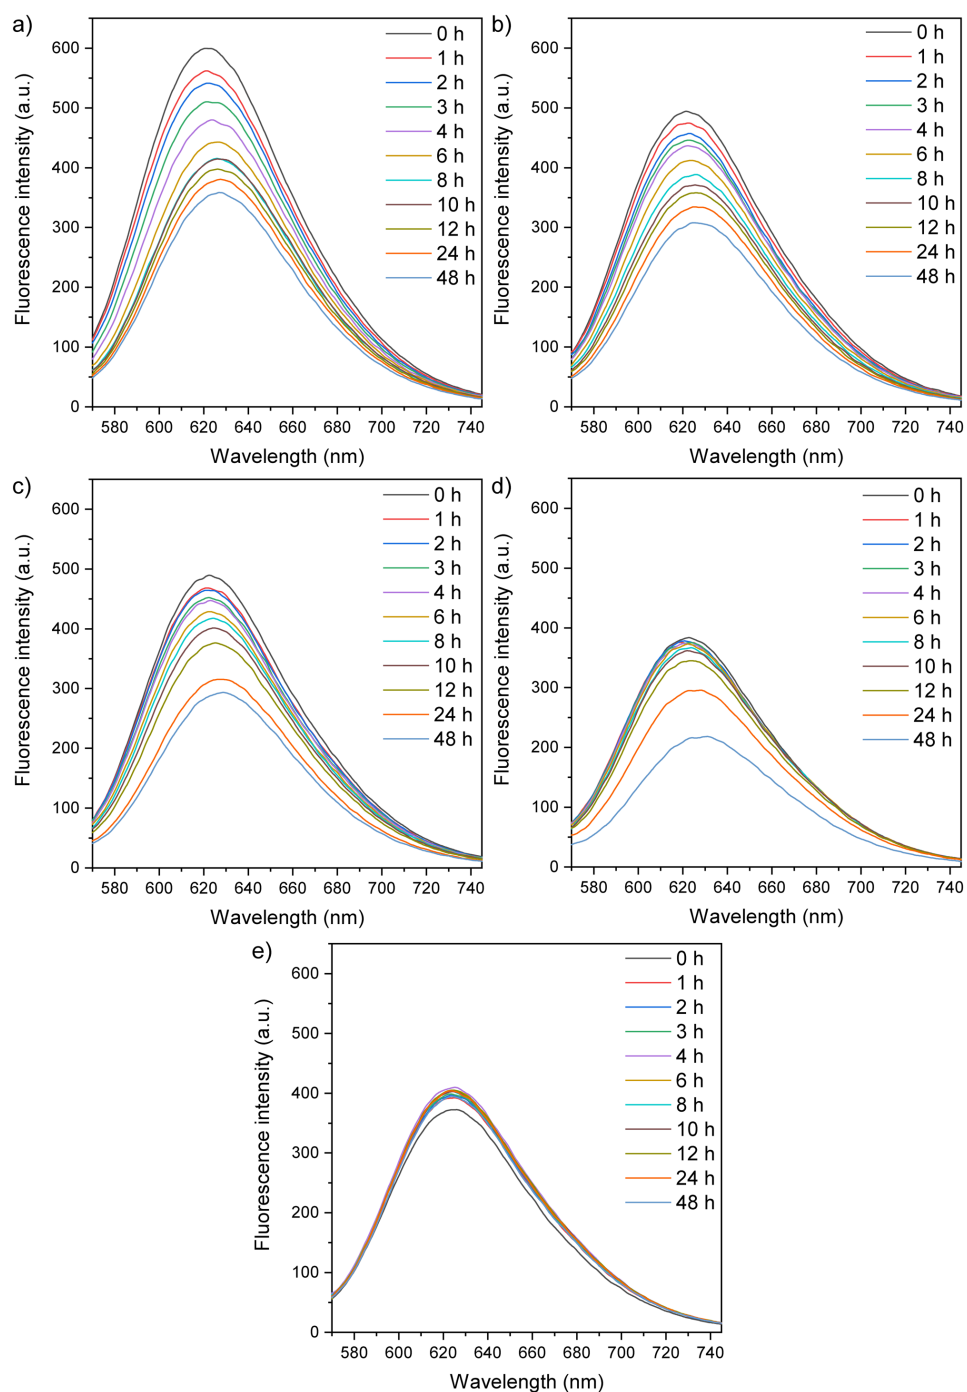 a)
Fluorescence intensity (a.u.)
600
500
400
300
200
100
0
580 600 620 640 660 680 700 720 740
Wavelength (nm)
0 h
1 h
2 h
3 h
4 h
6 h
8 h
10 h
12 h
24 h
48 h
b)
Fluorescence intensity (a.u.)
600
500
400
300
200
100
0
580 600 620 640 660 680 700 720 740
Wavelength (nm)
0 h
1 h
2 h
3 h
4 h
6 h
8 h
10 h
12 h
24 h
48 h
c)
Fluorescence intensity (a.u.)
600
500
400
300
200
100
0
580 600 620 640 660 680 700 720 740
Wavelength (nm)
0 h
1 h
2 h
3 h
4 h
6 h
8 h
10 h
12 h
24 h
48 h
d)
Fluorescence intensity (a.u.)
600
500
400
300
200
100
0
580 600 620 640 660 680 700 720 740
Wavelength (nm)
0 h
1 h
2 h
3 h
4 h
6 h
8 h
10 h
12 h
24 h
48 h
e)
Fluorescence intensity (a.u.)
600
500
400
300
200
100
0
580 600 620 640 660 680 700 720 740
Wavelength (nm)
0 h
1 h
2 h
3 h
4 h
6 h
8 h
10 h
12 h
24 h
48 h